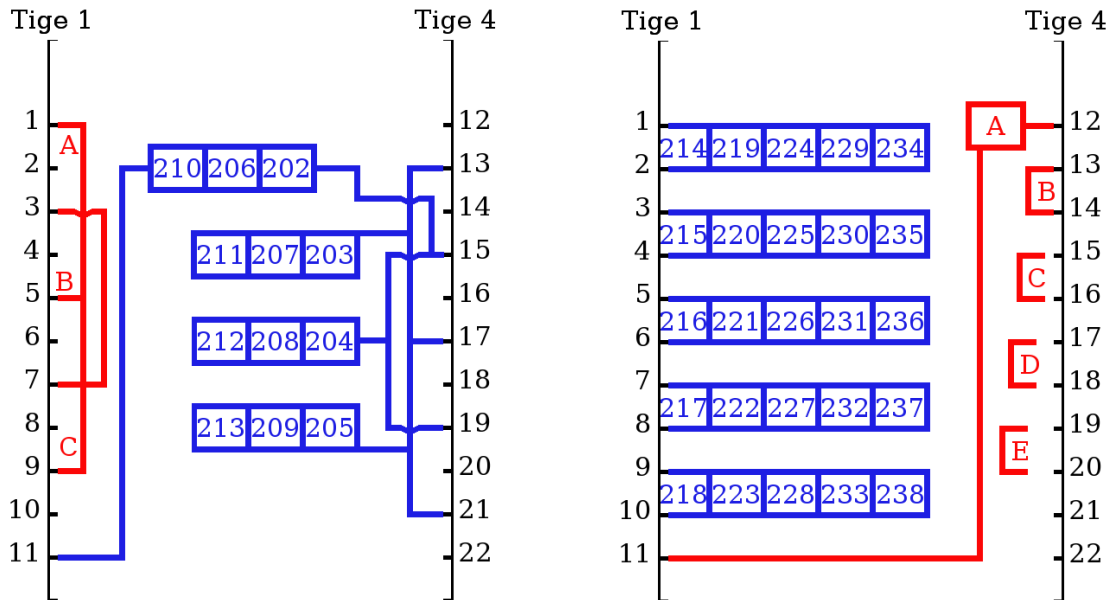 Tige 1 Tige 4 Tige 1 Tige 4
1 12 1 A 12
A 214 219 224 229 234
2 210 206 202 13 2 13
B
3 14 3 14
211 207 203 215 220 225 230 235
4 15 4 15
B C
5 16 5 16
212 208 204 216 221 226 231 236
6 17 6 17
D
7 18 7 18
217 222 227 232 237
8 213 209 205 19 8 19
C E
9 20 9 20
218 223 228 233 238
10 21 10 21
11 22 11 22